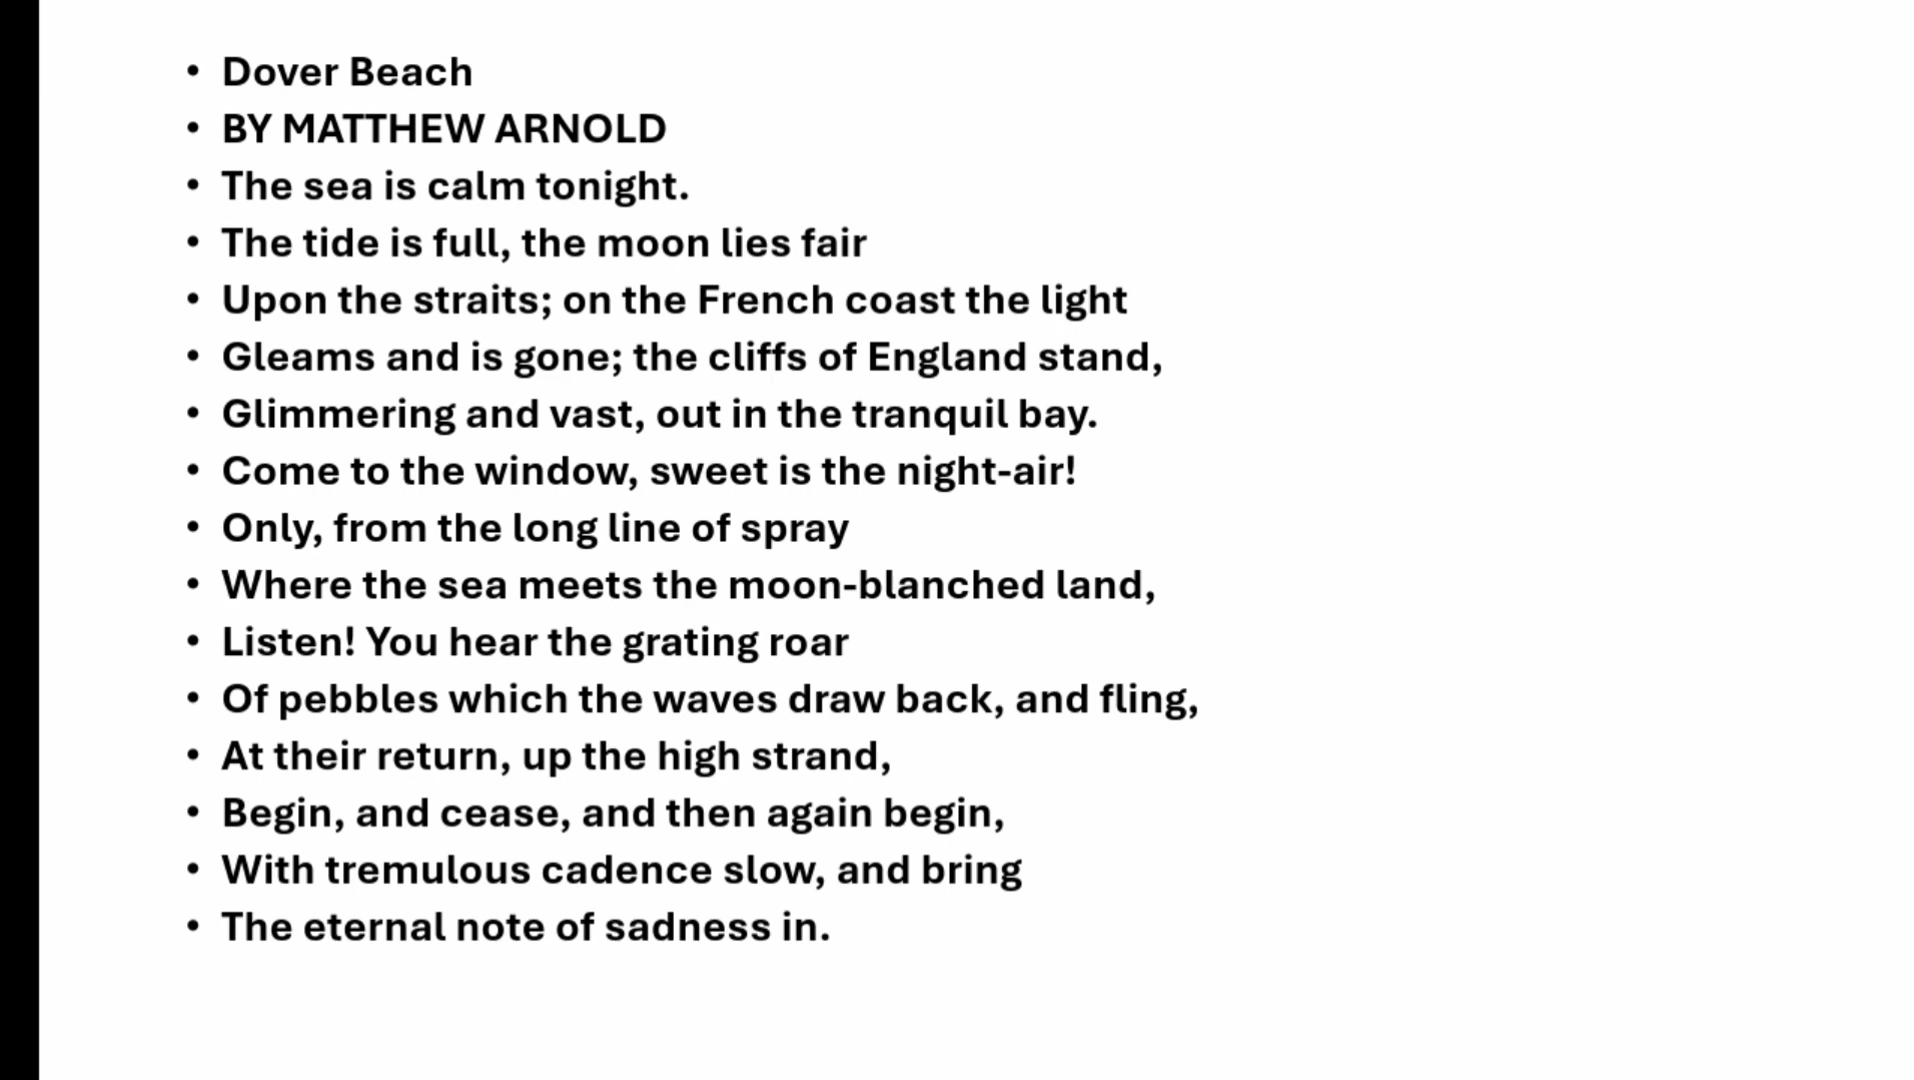 • Dover Beach
• BY MATTHEW ARNOLD
• The sea is calm tonight.
• The tide is full, the moon lies fair
• Upon the straits; on the French coast the light
• Gleams and is gone; the cliffs of England stand,
• Glimmering and vast, out in the tranquil bay.
• Come to the window, sweet is the night-air!
• Only, from the long line of spray
• Where the sea meets the moon-blanched land,
• Listen! You hear the grating roar
• Of pebbles which the waves draw back, and fling,
• At their return, up the high strand,
• Begin, and cease, and then again begin,
• With tremulous cadence slow, and bring
• The eternal note of sadness in.